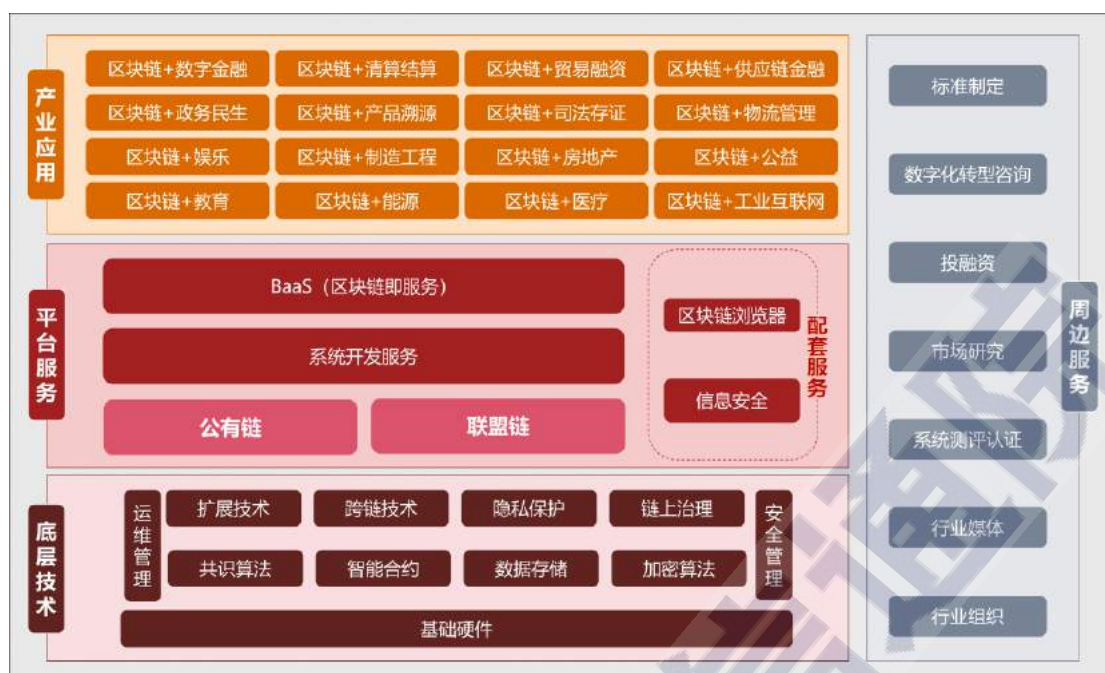 产业应用
区块链+数字金融
区块链+清算结算
区块链+贸易融资
区块链+供应链金融
区块链+政务民生
区块链+产品溯源
区块链+司法存证
区块链+物流管理
区块链+娱乐
区块链+制造工程
区块链+房地产
区块链+公益
区块链+教育
区块链+能源
区块链+医疗
区块链+工业互联网
平台服务
BaaS（区块链即服务）
系统开发服务
公有链
联盟链
区块链浏览器
信息安全
配套服务
底层技术
运维管理
扩展技术
跨链技术
隐私保护
链上治理
共识算法
智能合约
数据存储
加密算法
安全管理
基础硬件
标准制定
数字化转型咨询
投融资
市场研究
系统测评认证
行业媒体
行业组织
周边服务